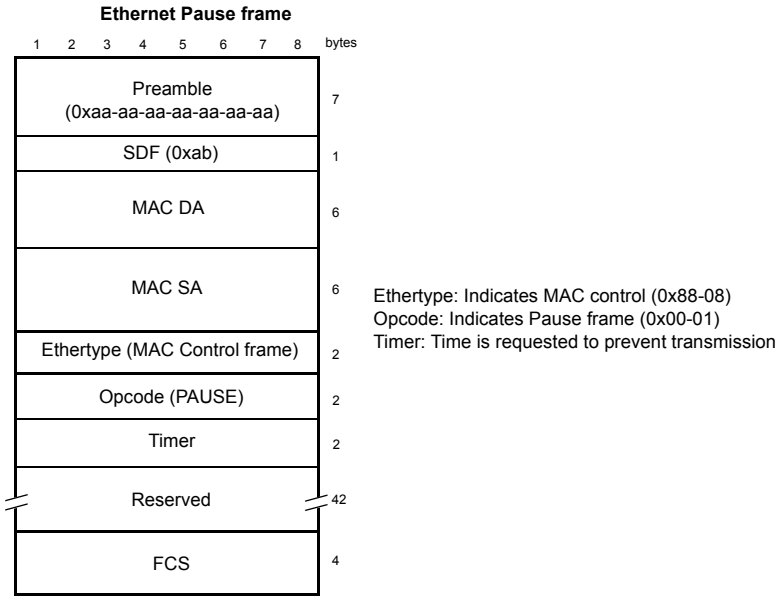 Ethernet Pause frame
1 2 3 4 5 6 7 8 bytes
Preamble
(0xaa-aa-aa-aa-aa-aa-aa)
7
SDF (0xab)
1
MAC DA
6
MAC SA
6
Ethertype (MAC Control frame)
2
Opcode (PAUSE)
2
Timer
2
Reserved
42
FCS
4
Ethertype: Indicates MAC control (0x88-08)
Opcode: Indicates Pause frame (0x00-01)
Timer: Time is requested to prevent transmission